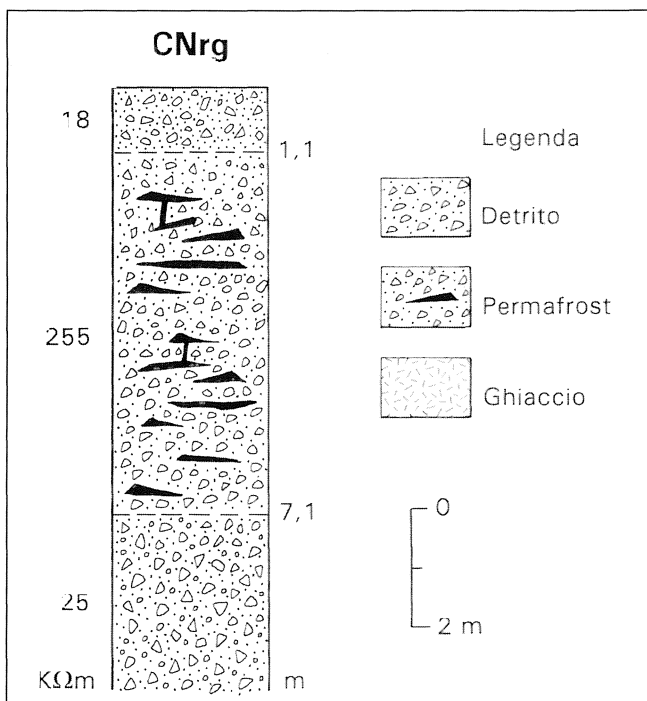 CNrg
18
1,1
255
7,1
25
KΩm
m
Legenda
Detrito
Permafrost
Ghiaccio
0
2 m